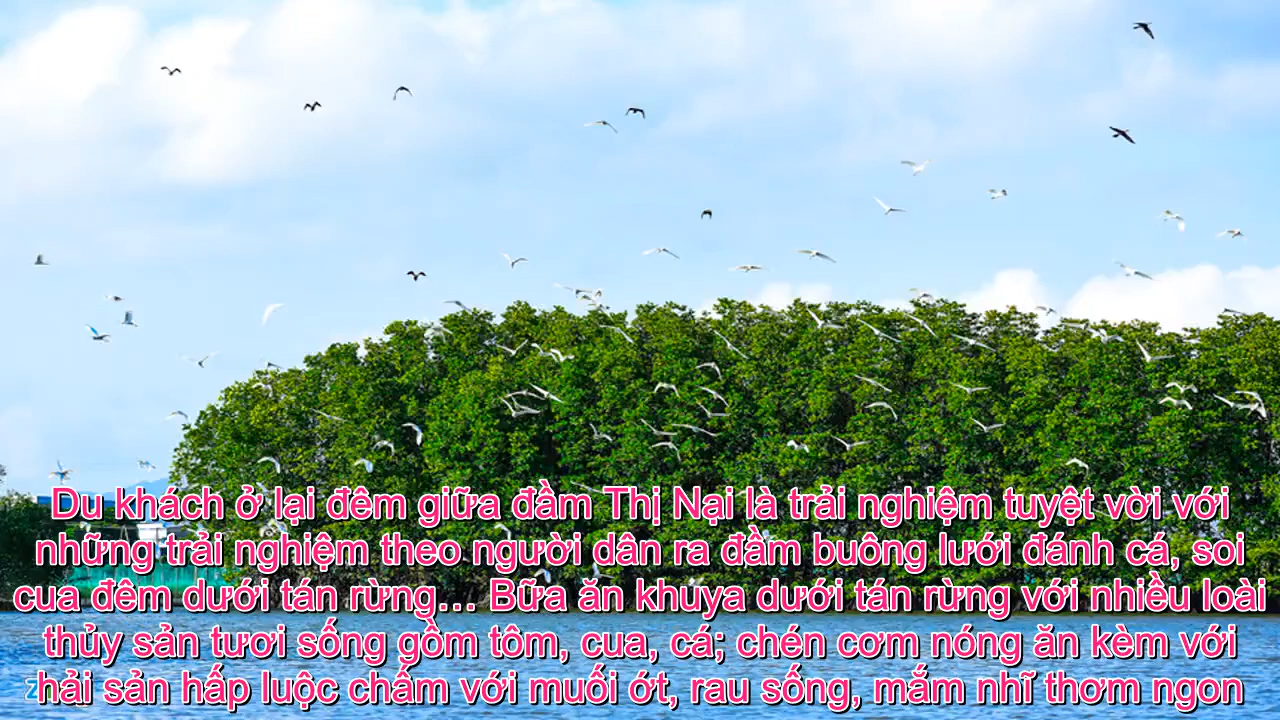 Du khách ở lại đêm giữa đầm Thị Nại là trải nghiệm tuyệt vời với
những trải nghiệm theo người dân ra đầm buông lưới đánh cá, soi
cua đêm dưới tán rừng... Bữa ăn khuya dưới tán rừng với nhiều loài
thủy sản tươi sống gồm tôm, cua, cá; chén cơm nóng ăn kèm với
hải sản hấp luộc chấm với muối ớt, rau sống, mắm nhĩ thơm ngon